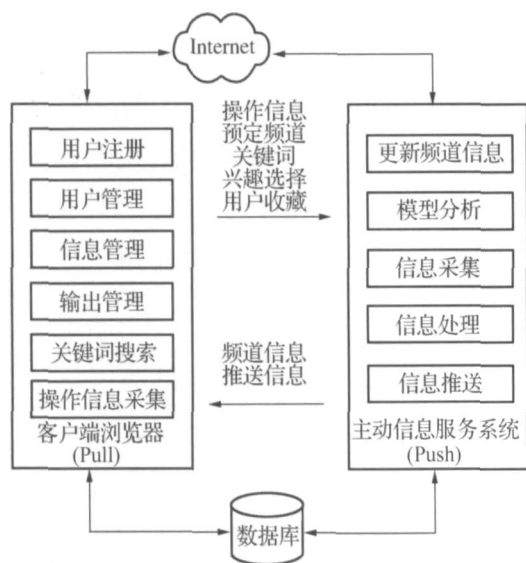 Internet
用户注册
用户管理
信息管理
输出管理
关键词搜索
操作信息采集
客户端浏览器
(Pull)
操作信息
预定频道
关键词
兴趣选择
用户收藏
频道信息
推送信息
更新频道信息
模型分析
信息采集
信息处理
信息推送
主动信息服务系统
(Push)
数据库